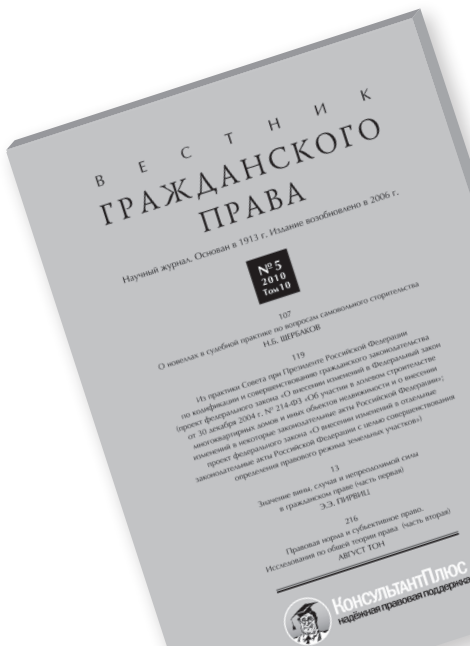 ВЕСТНИК
ГРАЖДАНСКОГО
ПРАВА
Научный журнал. Основан в 1913 г. Издание возобновлено в 2006 г.
№ 5
2010
Том 10
107
О новеллах в судебной практике по вопросам самовольного сторительства
Н.Б. ЩЕРБАКОВ
119
Из практики Совета при Президенте Российской Федерации
по кодификации и совершенствованию гражданского законодательства
(проект федерального закона «О внесении изменений в Федеральный закон
от 30 декабря 2004 г. № 214-ФЗ «Об участии в долевом строительстве
многоквартирных домов и иных объектов недвижимости и о внесении
изменений в некоторые законодательные акты Российской Федерации»;
проект федерального закона «О внесении изменений в отдельные
законодательные акты Российской Федерации с целью совершенствования
определения правового режима земельных участков»)
13
Значение вины, случая и непреодолимой силы
в гражданском праве (часть первая)
Э.Э. ПИРВИЦ
216
Правовая норма и субъективное право.
Исследования по общей теории права (часть вторая)
АВГУСТ ТОН
КонсультантПлюс
надёжная правовая поддержка